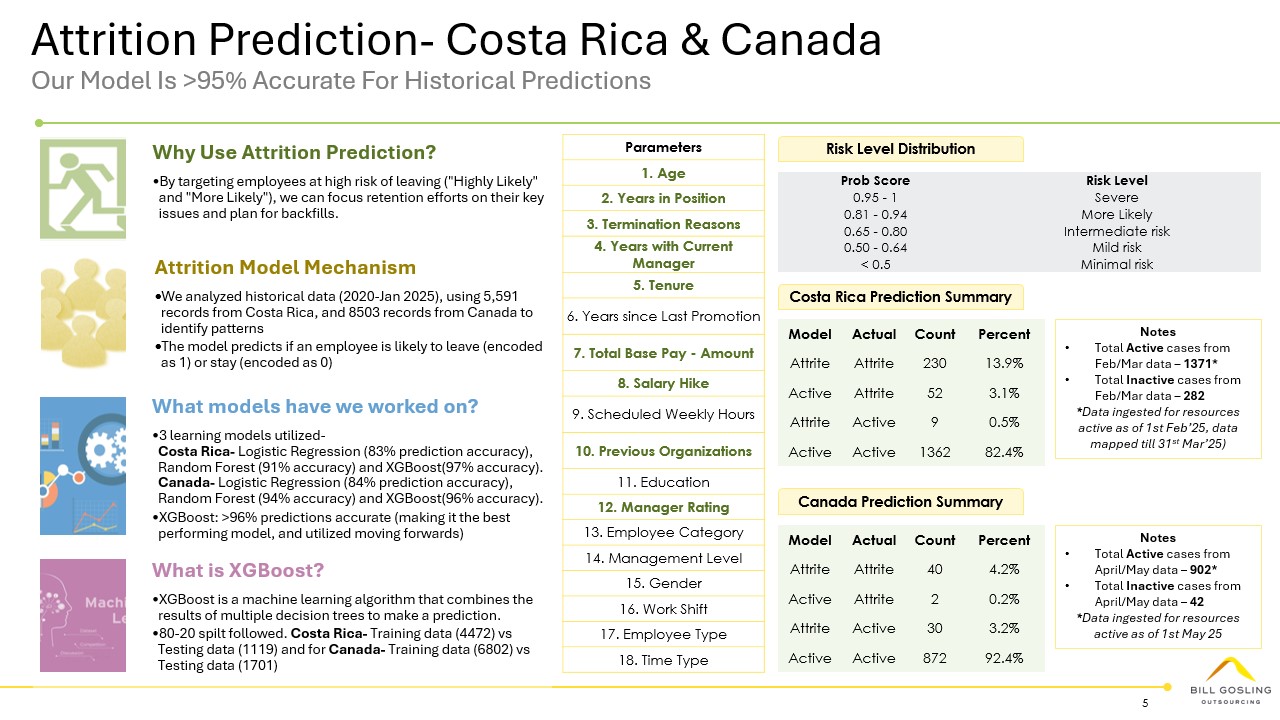 Attrition Prediction- Costa Rica & Canada
Our Model Is >95% Accurate For Historical Predictions
Why Use Attrition Prediction?
•By targeting employees at high risk of leaving ("Highly Likely"
and "More Likely"), we can focus retention efforts on their key
issues and plan for backfills.
Attrition Model Mechanism
•We analyzed historical data (2020-Jan 2025), using 5,591
records from Costa Rica, and 8503 records from Canada to
identify patterns
•The model predicts if an employee is likely to leave (encoded
as 1) or stay (encoded as 0)
What models have we worked on?
•3 learning models utilized-
Costa Rica- Logistic Regression (83% prediction accuracy),
Random Forest (91% accuracy) and XGBoost(97% accuracy).
Canada- Logistic Regression (84% prediction accuracy),
Random Forest (94% accuracy) and XGBoost(96% accuracy).
•XGBoost: >96% predictions accurate (making it the best
performing model, and utilized moving forwards)
Machi
Le
What is XGBoost?
•XGBoost is a machine learning algorithm that combines the
results of multiple decision trees to make a prediction.
•80-20 spilt followed. Costa Rica- Training data (4472) vs
Testing data (1119) and for Canada- Training data (6802) vs
Testing data (1701)
Parameters
1. Age
2. Years in Position
3. Termination Reasons
4. Years with Current
Manager
5. Tenure
6. Years since Last Promotion
7. Total Base Pay - Amount
8. Salary Hike
9. Scheduled Weekly Hours
10. Previous Organizations
11. Education
12. Manager Rating
13. Employee Category
14. Management Level
15. Gender
16. Work Shift
17. Employee Type
18. Time Type
Risk Level Distribution
Prob Score Risk Level
0.95 - 1 Severe
0.81 - 0.94 More Likely
0.65 - 0.80 Intermediate risk
0.50 - 0.64 Mild risk
< 0.5 Minimal risk
Costa Rica Prediction Summary
Model Actual Count Percent
Attrite Attrite 230 13.9%
Active Attrite 52 3.1%
Attrite Active 9 0.5%
Active Active 1362 82.4%
Notes
• Total Active cases from
Feb/Mar data – 1371*
• Total Inactive cases from
Feb/Mar data – 282
*Data ingested for resources
active as of 1st Feb'25, data
mapped till 31st Mar'25)
Canada Prediction Summary
Model Actual Count Percent
Attrite Attrite 40 4.2%
Active Attrite 2 0.2%
Attrite Active 30 3.2%
Active Active 872 92.4%
Notes
• Total Active cases from
April/May data – 902*
• Total Inactive cases from
April/May data – 42
*Data ingested for resources
active as of 1st May 25
5
BILL GOSLING
OUTSOURCING